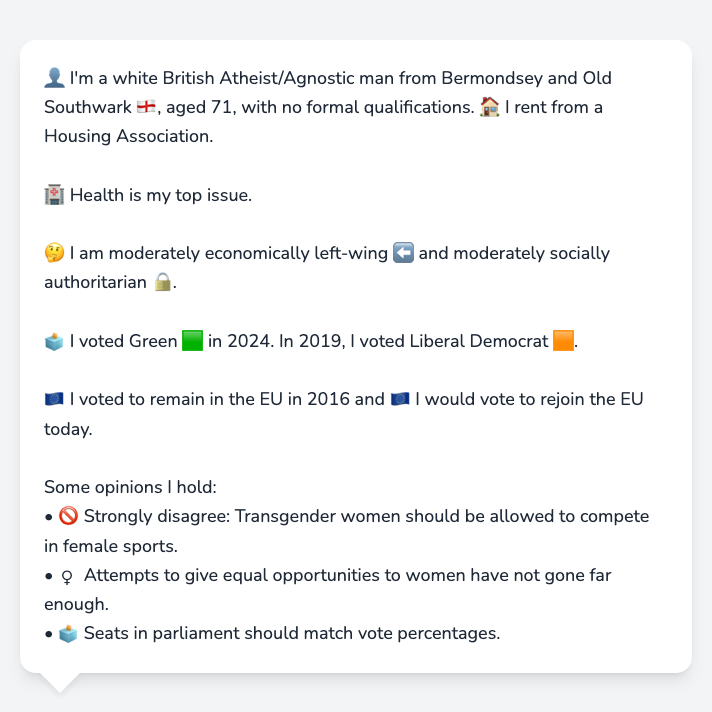 👤 I'm a white British Atheist/Agnostic man from Bermondsey and Old
Southwark 🏴󠁧󠁢󠁥󠁮󠁧󠁿, aged 71, with no formal qualifications. 🏠 I rent from a
Housing Association.
🏥 Health is my top issue.
🤔 I am moderately economically left-wing ⬅️ and moderately socially
authoritarian 🔒.
🗳️ I voted Green 🟩 in 2024. In 2019, I voted Liberal Democrat 🟧.
🇪🇺 I voted to remain in the EU in 2016 and 🇪🇺 I would vote to rejoin the EU
today.
Some opinions I hold:
• 🚫 Strongly disagree: Transgender women should be allowed to compete
in female sports.
• ♀ Attempts to give equal opportunities to women have not gone far
enough.
• 🗳️ Seats in parliament should match vote percentages.